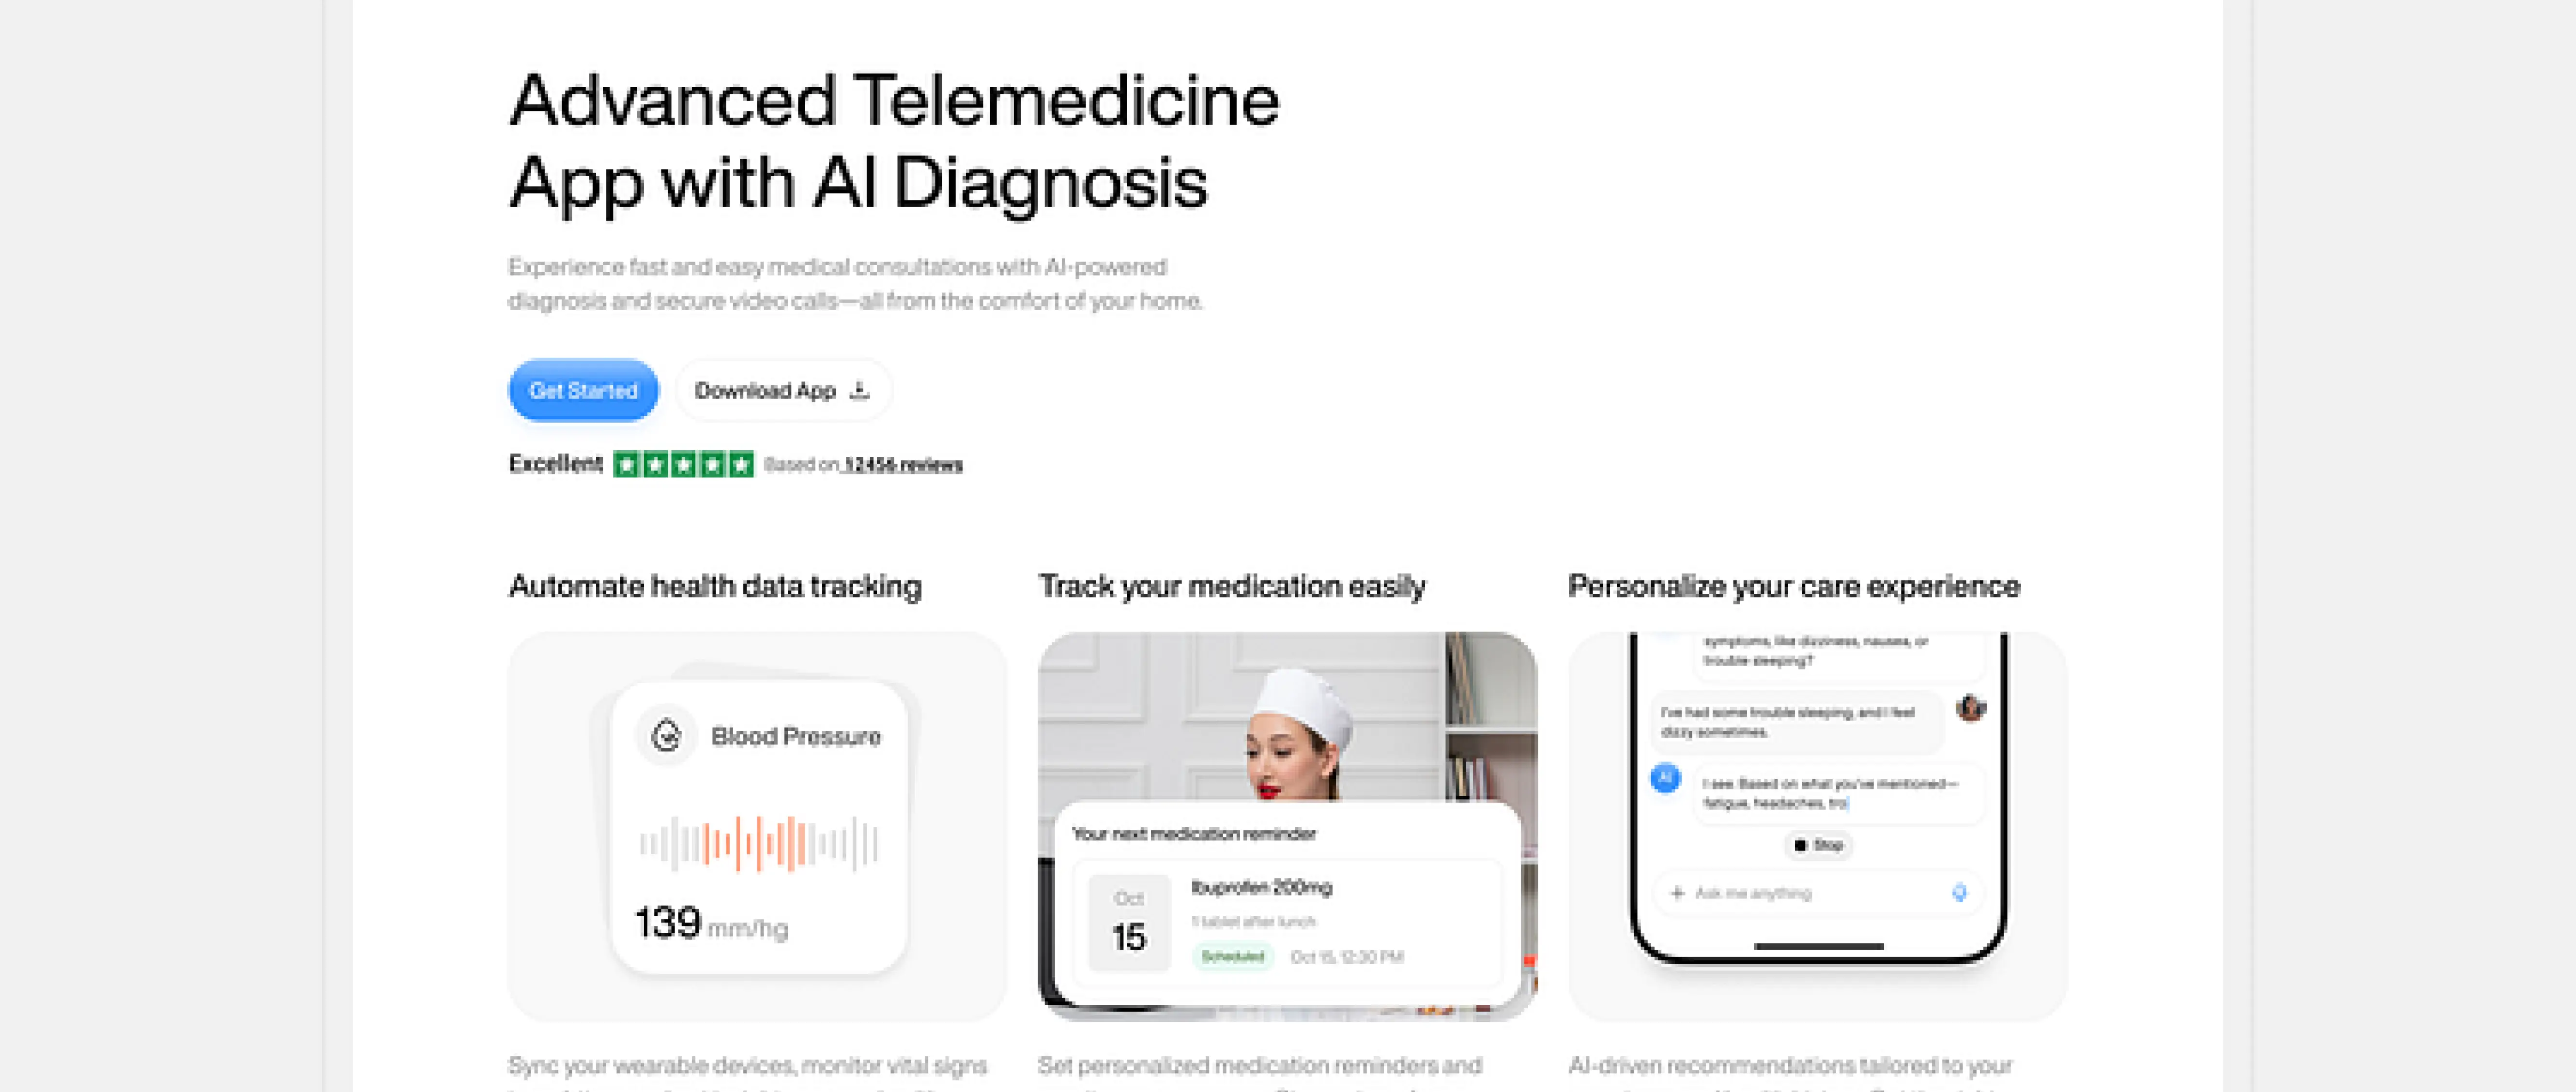 Advanced Telemedicine
App with AI Diagnosis
Experience fast and easy medical consultations with AI-powered
diagnosis and secure video calls—all from the comfort of your home.
Get Started
Download App
Excellent
Based on 12456 reviews
Automate health data tracking
Track your medication easily
Personalize your care experience
Blood Pressure
139 mm/hg
Your next medication reminder
Oct
15
Ibuprofen 200mg
1 tablet after lunch
Scheduled
Oct 15, 12:30 PM
symptoms, like dizziness, nausea, or
trouble sleeping?
I've had some trouble sleeping, and I feel
dizzy sometimes.
AI
I see. Based on what you've mentioned—
fatigue, headaches, tro
Stop
Ask me anything
Sync your wearable devices, monitor vital signs
Set personalized medication reminders and
AI-driven recommendations tailored to your